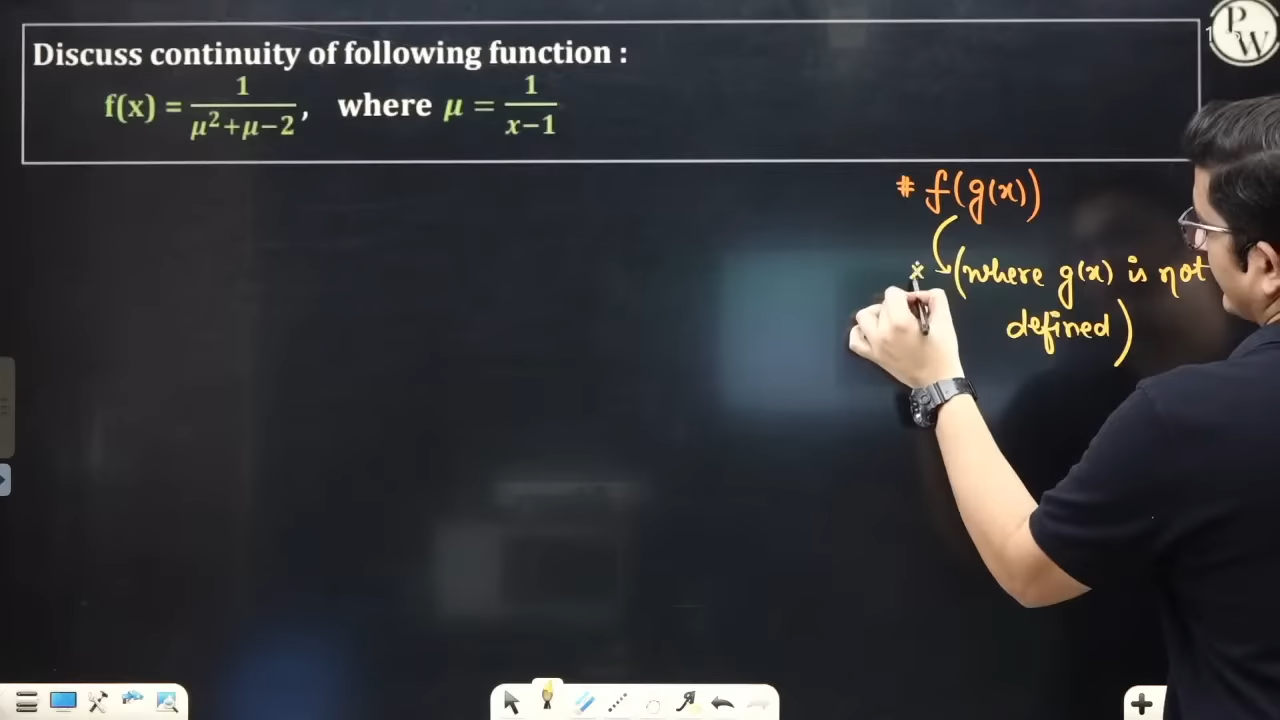 Discuss continuity of following function :
f(x) = 1/(μ²+μ−2), where μ = 1/(x−1)
P
W
# f(g(x))
(where g(x) is not
defined)